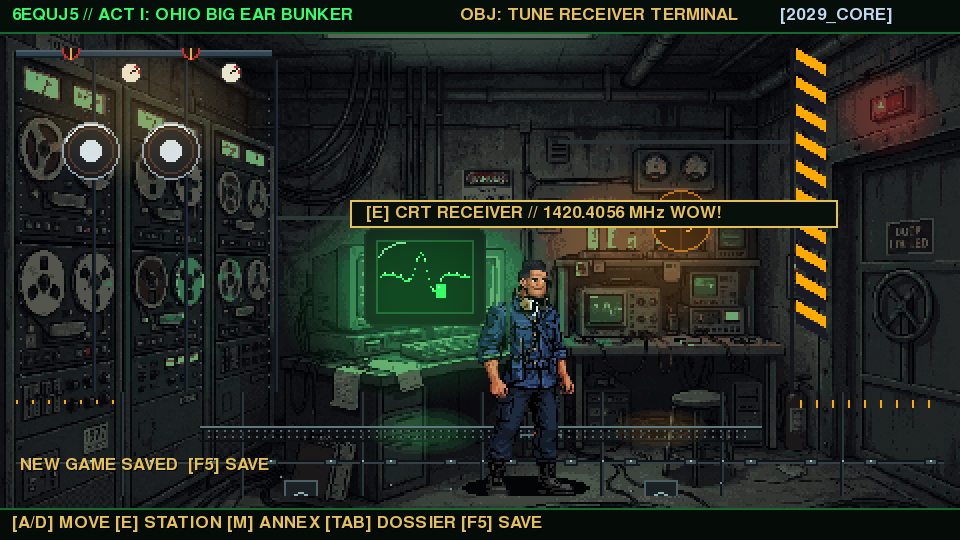 6EQUJ5 // ACT I: OHIO BIG EAR BUNKER
OBJ: TUNE RECEIVER TERMINAL
[2029_CORE]
[E] CRT RECEIVER // 1420.4056 MHz WOW!
NEW GAME SAVED [F5] SAVE
[A/D] MOVE [E] STATION [M] ANNEX [TAB] DOSSIER [F5] SAVE